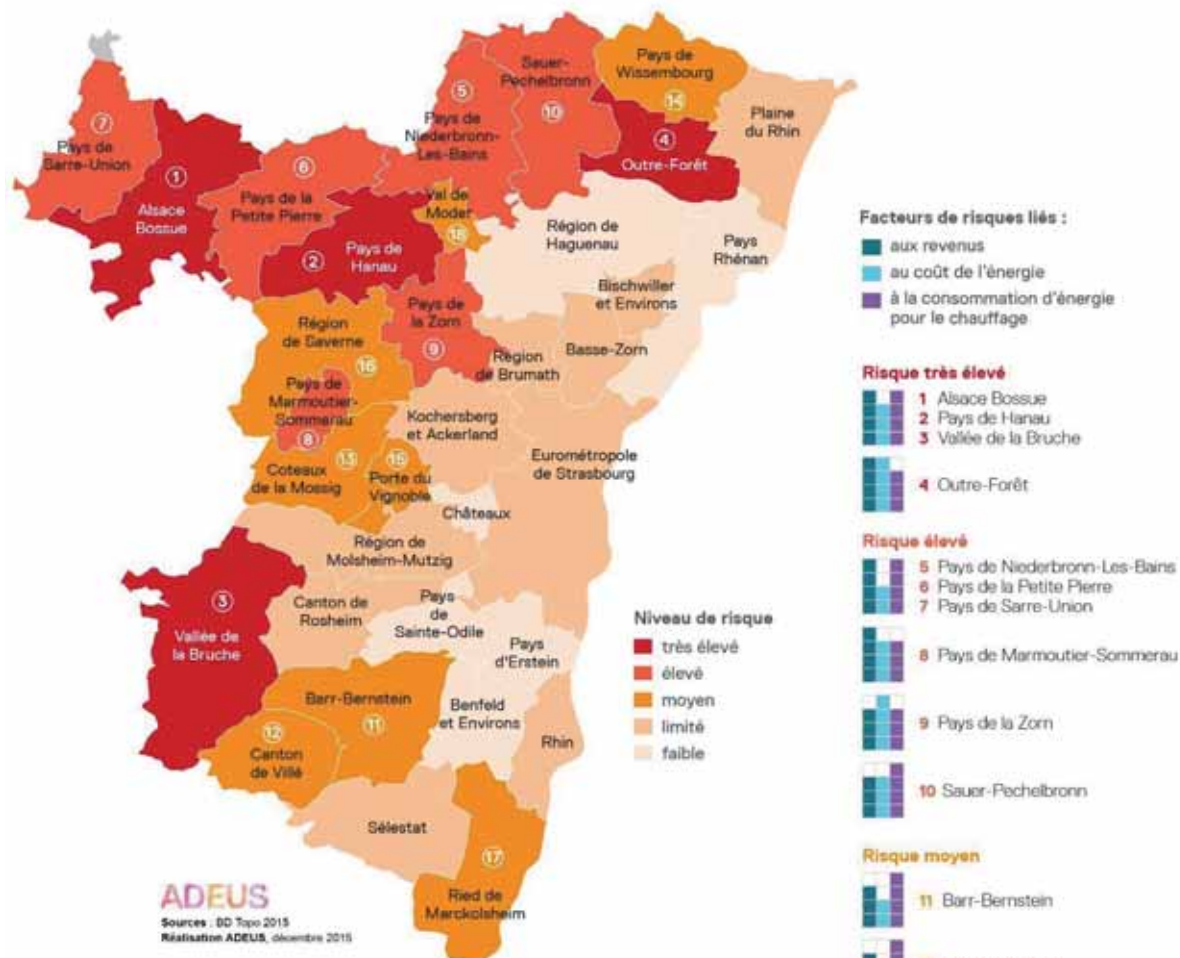 Sauer-
Pechelbronn
10
Pays de
Wissembourg
14
5
Pays de
Niederbronn-
Les-Bains
Plaine
du Rhin
7
Pays de
Sarre-Union
4
Outre-Forêt
6
Pays de la
Petite Pierre
1
Alsace
Bossue
Val de
Moder
18
Région de
Haguenau
Pays
Rhénan
2
Pays de
Hanau
Bischwiller
et Environs
Pays de
la Zorn
9
Région
de Saverne
16
Région
de Brumath
Basse-Zorn
Pays de
Marmoutier-
Sommerau
8
Kochersberg
et Ackerland
Eurométropole
de Strasbourg
13
Coteaux
de la Mossig
15
Porte du
Vignoble
Châteaux
Région de
Molsheim-Mutzig
3
Vallée de
la Bruche
Canton de
Rosheim
Pays
de
Sainte-Odile
Pays
d'Erstein
Barr-Bernstein
11
Benfeld
et Environs
12
Canton
de Villé
Rhin
Sélestat
17
Ried de
Marckolsheim
Niveau de risque
très élevé
élevé
moyen
limité
faible
ADEUS
Sources : BD Topo 2015
Réalisation ADEUS, décembre 2015
Facteurs de risques liés :
aux revenus
au coût de l'énergie
à la consommation d'énergie
pour le chauffage
Risque très élevé
1 Alsace Bossue
2 Pays de Hanau
3 Vallée de la Bruche
4 Outre-Forêt
Risque élevé
5 Pays de Niederbronn-Les-Bains
6 Pays de la Petite Pierre
7 Pays de Sarre-Union
8 Pays de Marmoutier-Sommerau
9 Pays de la Zorn
10 Sauer-Pechelbronn
Risque moyen
11 Barr-Bernstein